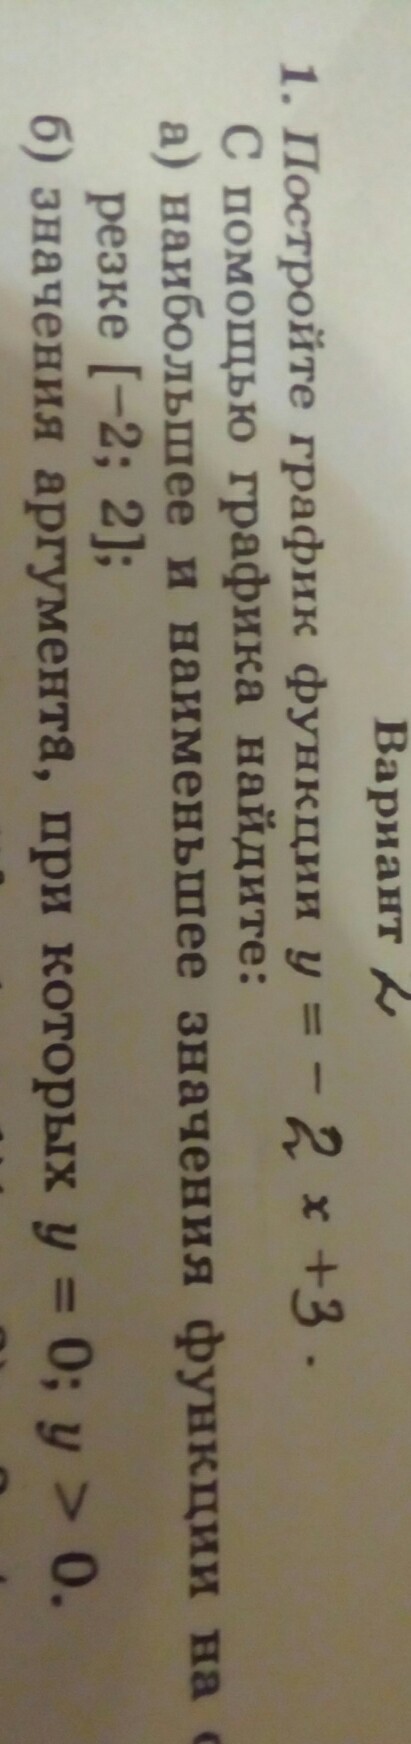 Вариант 2
1. Постройте график функции y = − 2 x + 3 .
С помощью графика найдите:
а) наибольшее и наименьшее значения функции на
резке [−2; 2];
б) значения аргумента, при которых y = 0; y > 0.